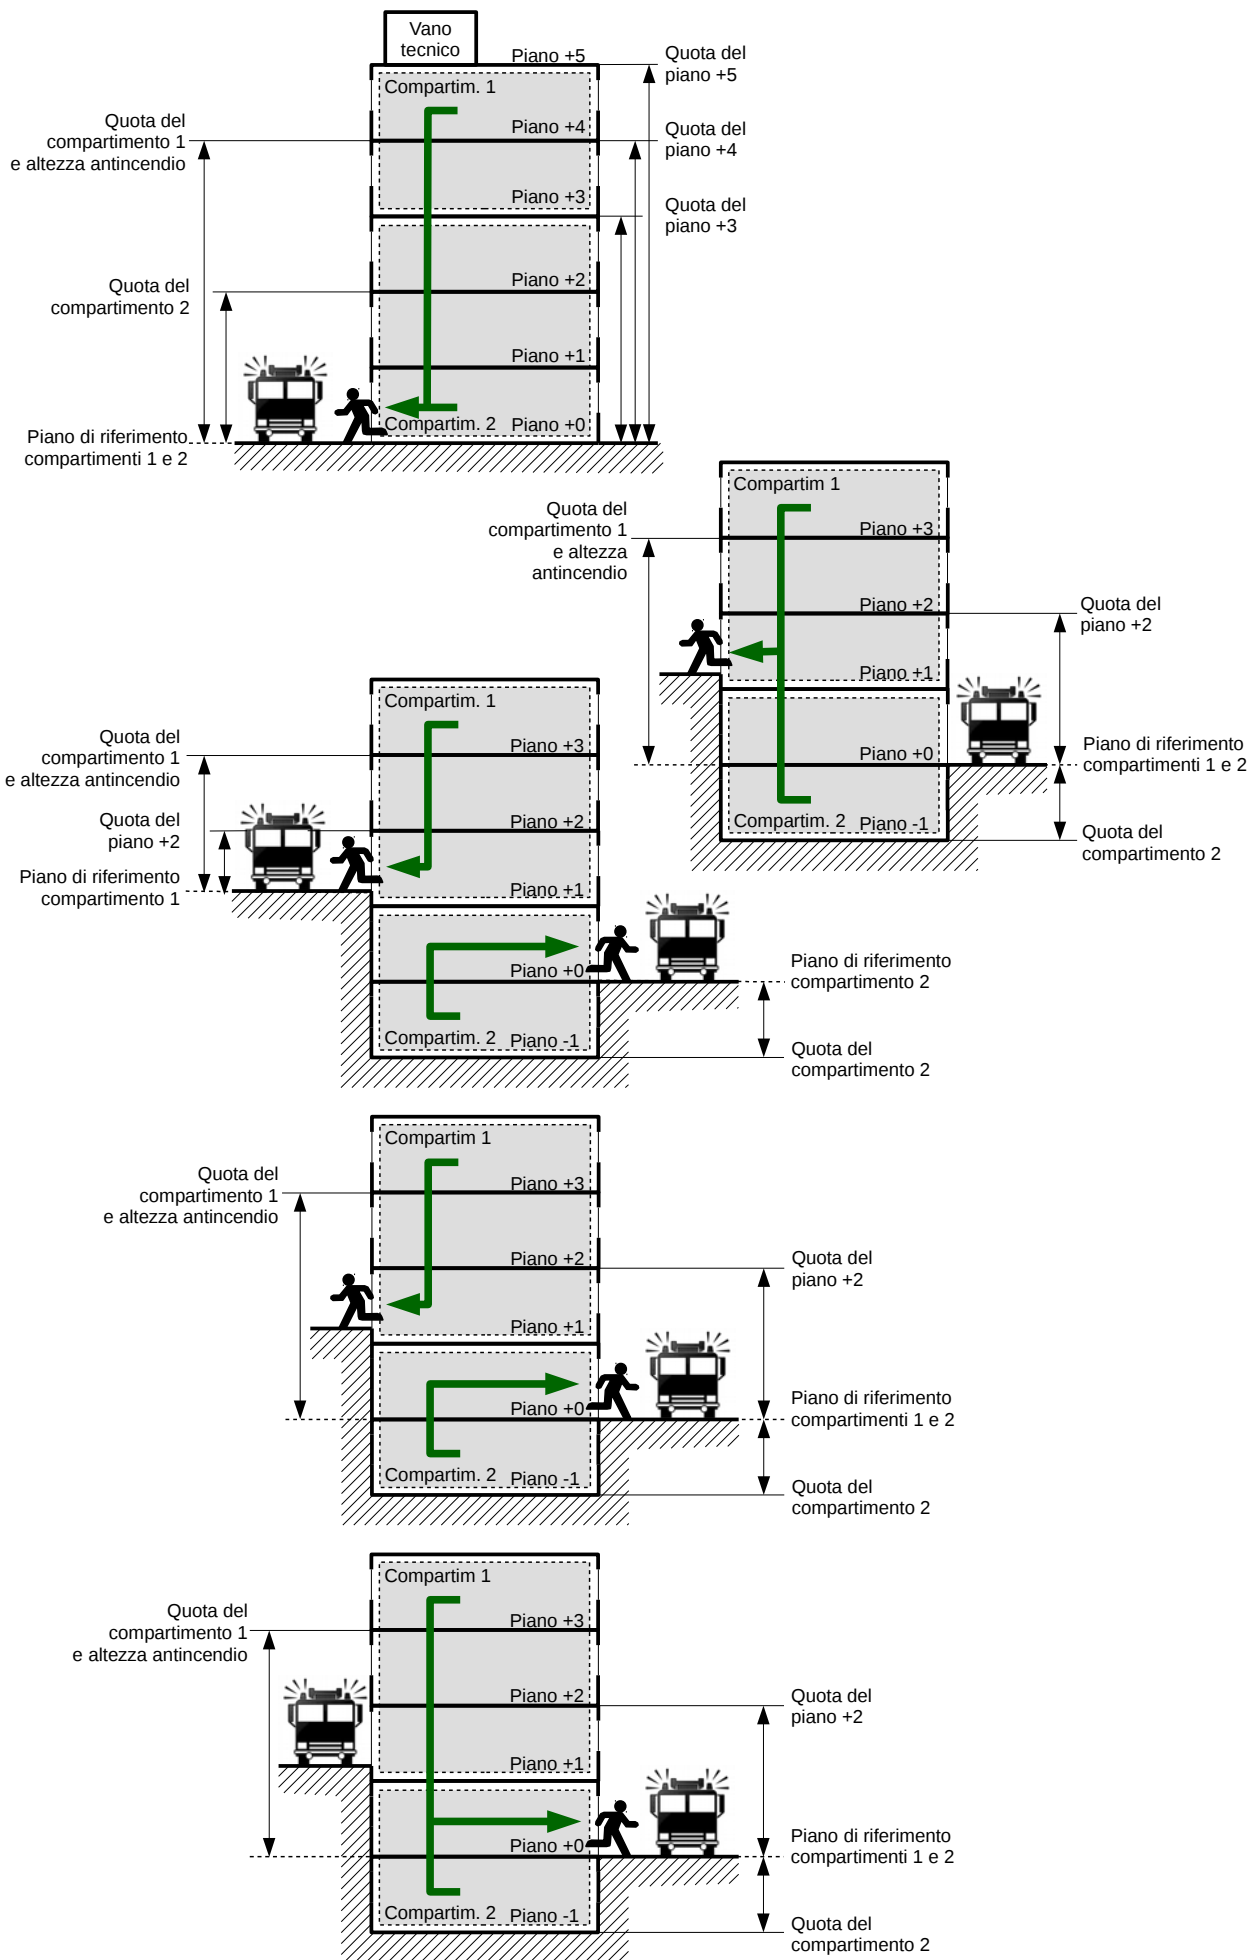 Vano
tecnico
Piano +5
Quota del
piano +5
Compartim. 1
Quota del
compartimento 1
e altezza antincendio
Piano +4
Quota del
piano +4
Piano +3
Quota del
piano +3
Quota del
compartimento 2
Piano +2
Piano +1
Compartim. 2
Piano +0
Piano di riferimento
compartimenti 1 e 2
Compartim 1
Quota del
compartimento 1
e altezza
antincendio
Piano +3
Piano +2
Quota del
piano +2
Piano +1
Piano +0
Piano di riferimento
compartimenti 1 e 2
Compartim. 2
Piano -1
Quota del
compartimento 2
Compartim. 1
Quota del
compartimento 1
e altezza antincendio
Piano +3
Quota del
piano +2
Piano +2
Piano di riferimento
compartimento 1
Piano +1
Piano +0
Piano di riferimento
compartimento 2
Compartim. 2
Piano -1
Quota del
compartimento 2
Compartim 1
Quota del
compartimento 1
e altezza antincendio
Piano +3
Piano +2
Quota del
piano +2
Piano +1
Piano +0
Piano di riferimento
compartimenti 1 e 2
Compartim. 2
Piano -1
Quota del
compartimento 2
Compartim 1
Quota del
compartimento 1
e altezza antincendio
Piano +3
Piano +2
Quota del
piano +2
Piano +1
Piano +0
Piano di riferimento
compartimenti 1 e 2
Compartim. 2
Piano -1
Quota del
compartimento 2